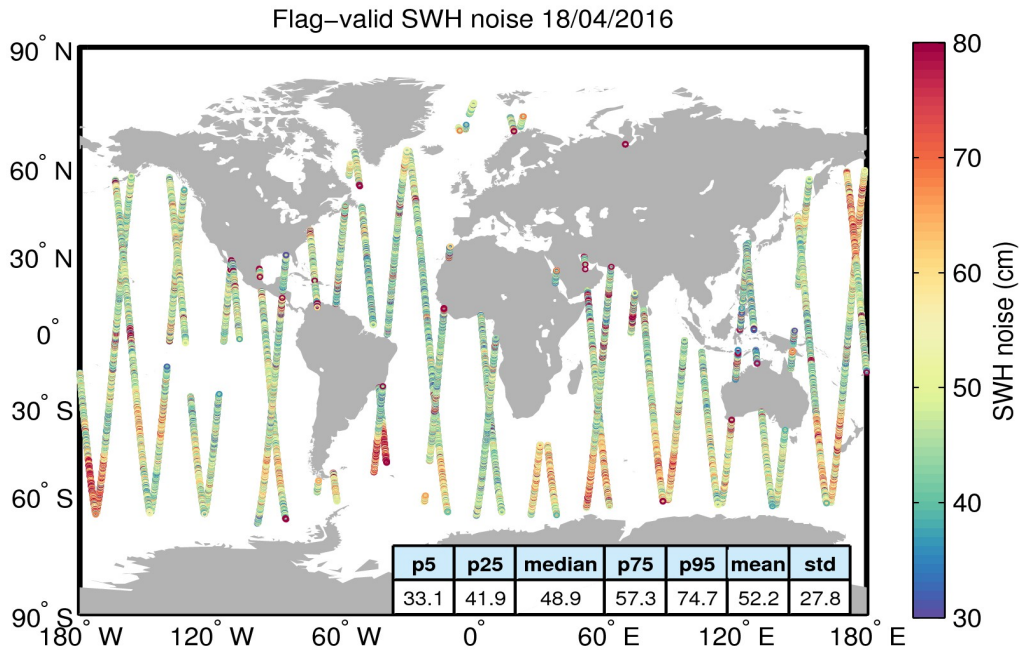 Flag−valid SWH noise 18/04/2016
90° N
60° N
30° N
0°
30° S
60° S
90° S
180° W
120° W
60° W
0°
60° E
120° E
180° E
80
70
60
50
40
30
SWH noise (cm)
p5 p25 median p75 p95 mean std
33.1 41.9 48.9 57.3 74.7 52.2 27.8